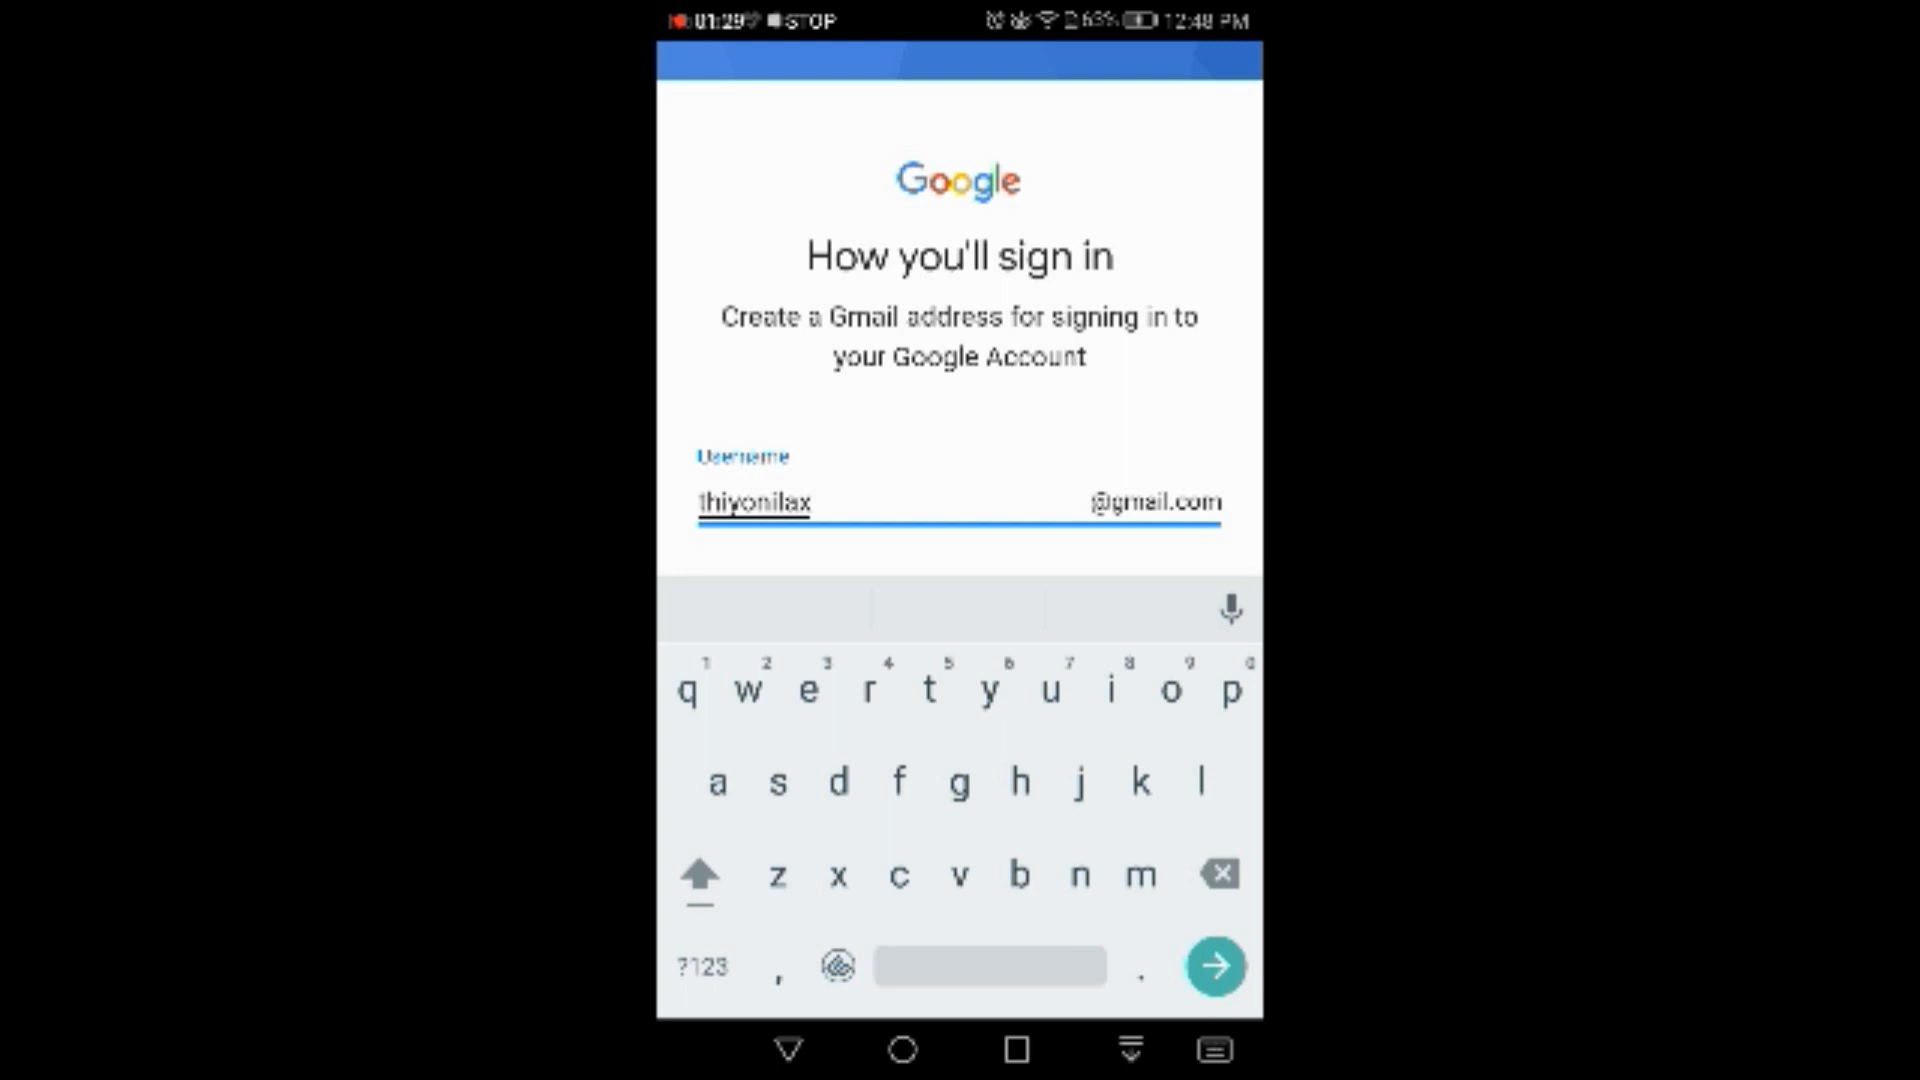 01:29 STOP 63% 12:48 PM
Google
How you'll sign in
Create a Gmail address for signing in to
your Google Account
Username
thiyonilax @gmail.com
1 2 3 4 5 6 7 8 9 0
q w e r t y u i o p
a s d f g h j k l
z x c v b n m
?123 , .